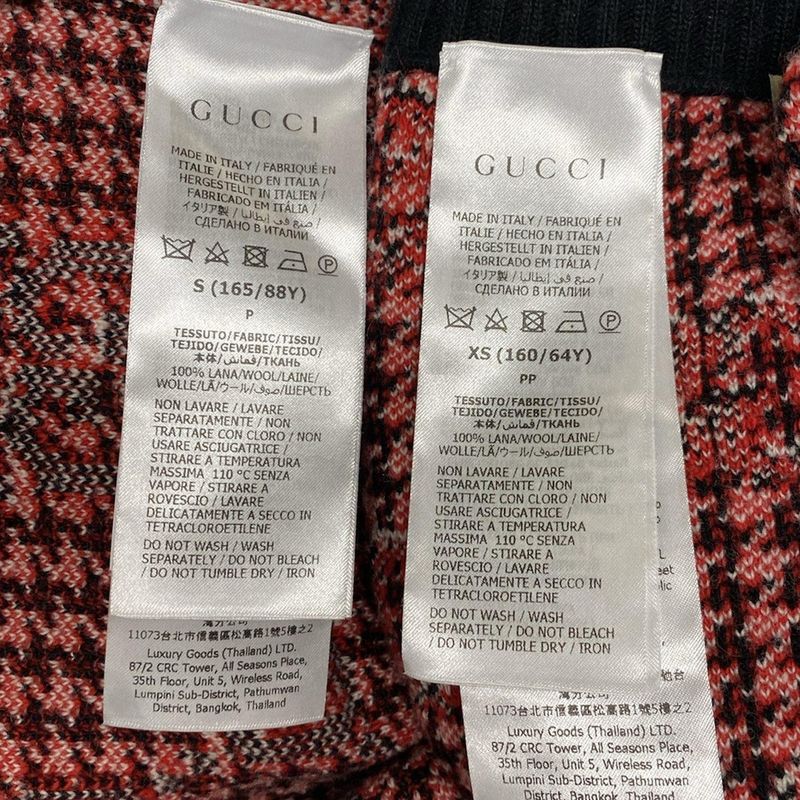 GUCCI
MADE IN ITALY / FABRIQUÉ EN
ITALIE / HECHO EN ITALIA /
HERGESTELLT IN ITALIEN /
FABRICADO EM ITÁLIA /
イタリア製 / صنع في إيطاليا /
СДЕЛАНО В ИТАЛИИ
P
S (165/88Y)
P
TESSUTO/FABRIC/TISSU/
TEJIDO/GEWEBE/TECIDO/
本体/قماش/ТКАНЬ
100% LANA/WOOL/LAINE/
WOLLE/LÃ/ウール/صوف/ШЕРСТЬ
NON LAVARE / LAVARE
SEPARATAMENTE / NON
TRATTARE CON CLORO / NON
USARE ASCIUGATRICE /
STIRARE A TEMPERATURA
MASSIMA 110 °C SENZA
VAPORE / STIRARE A
ROVESCIO / LAVARE
DELICATAMENTE A SECCO IN
TETRACLOROETILENE
DO NOT WASH / WASH
SEPARATELY / DO NOT BLEACH
/ DO NOT TUMBLE DRY / IRON
11073台北市信義區松高路1號5樓之2
Luxury Goods (Thailand) LTD.
87/2 CRC Tower, All Seasons Place,
35th Floor, Unit 5, Wireless Road,
Lumpini Sub-District, Pathumwan
District, Bangkok, Thailand
GUCCI
MADE IN ITALY / FABRIQUÉ EN
ITALIE / HECHO EN ITALIA /
HERGESTELLT IN ITALIEN /
FABRICADO EM ITÁLIA /
イタリア製 / صنع في إيطاليا /
СДЕЛАНО В ИТАЛИИ
P
XS (160/64Y)
PP
TESSUTO/FABRIC/TISSU/
TEJIDO/GEWEBE/TECIDO/
本体/قماش/ТКАНЬ
100% LANA/WOOL/LAINE/
WOLLE/LÃ/ウール/صوف/ШЕРСТЬ
NON LAVARE / LAVARE
SEPARATAMENTE / NON
TRATTARE CON CLORO / NON
USARE ASCIUGATRICE /
STIRARE A TEMPERATURA
MASSIMA 110 °C SENZA
VAPORE / STIRARE A
ROVESCIO / LAVARE
DELICATAMENTE A SECCO IN
TETRACLOROETILENE
DO NOT WASH / WASH
SEPARATELY / DO NOT BLEACH
/ DO NOT TUMBLE DRY / IRON
11073台北市信義區松高路1號5樓之2
Luxury Goods (Thailand) LTD.
87/2 CRC Tower, All Seasons Place,
35th Floor, Unit 5, Wireless Road,
Lumpini Sub-District, Pathumwan
District, Bangkok, Thailand